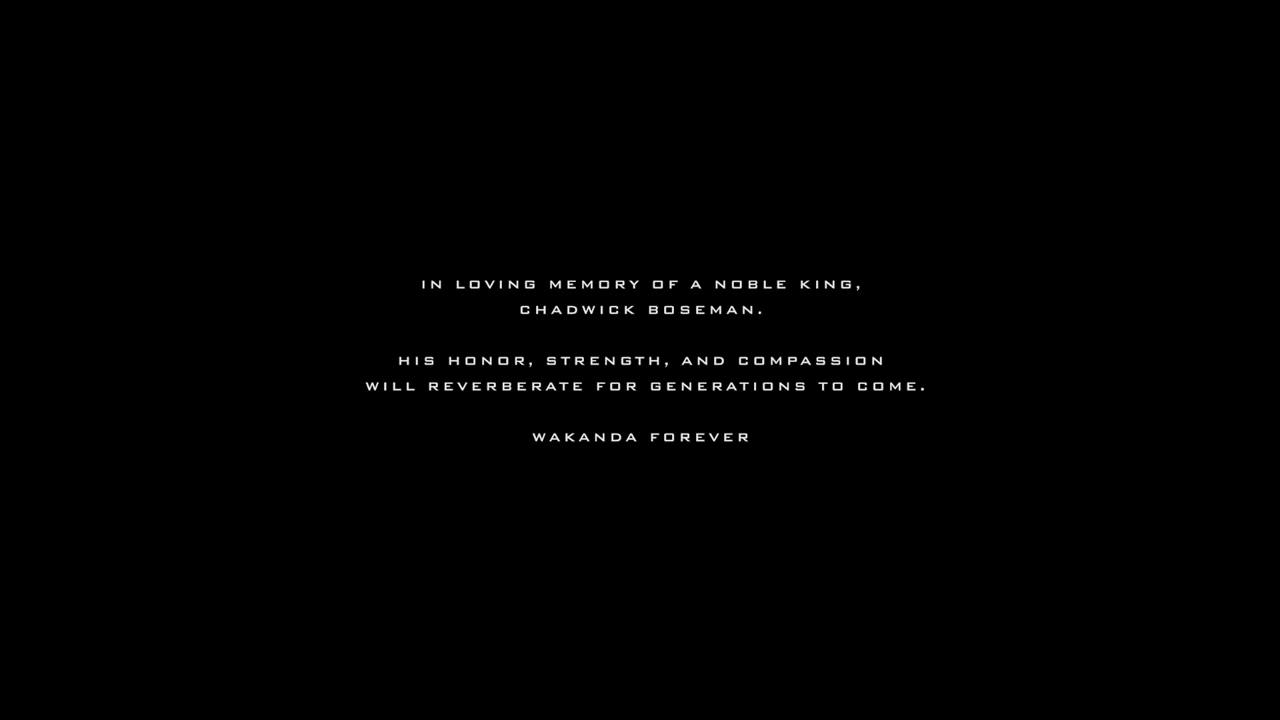 IN LOVING MEMORY OF A NOBLE KING,
CHADWICK BOSEMAN.
HIS HONOR, STRENGTH, AND COMPASSION
WILL REVERBERATE FOR GENERATIONS TO COME.
WAKANDA FOREVER